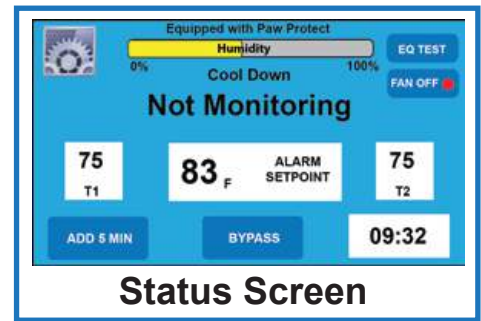 Equipped with Paw Protect
Humidity
EQ TEST
0%
100%
Cool Down
FAN OFF
Not Monitoring
75
T1
83 F
ALARM
SETPOINT
75
T2
ADD 5 MIN
BYPASS
09:32
Status Screen